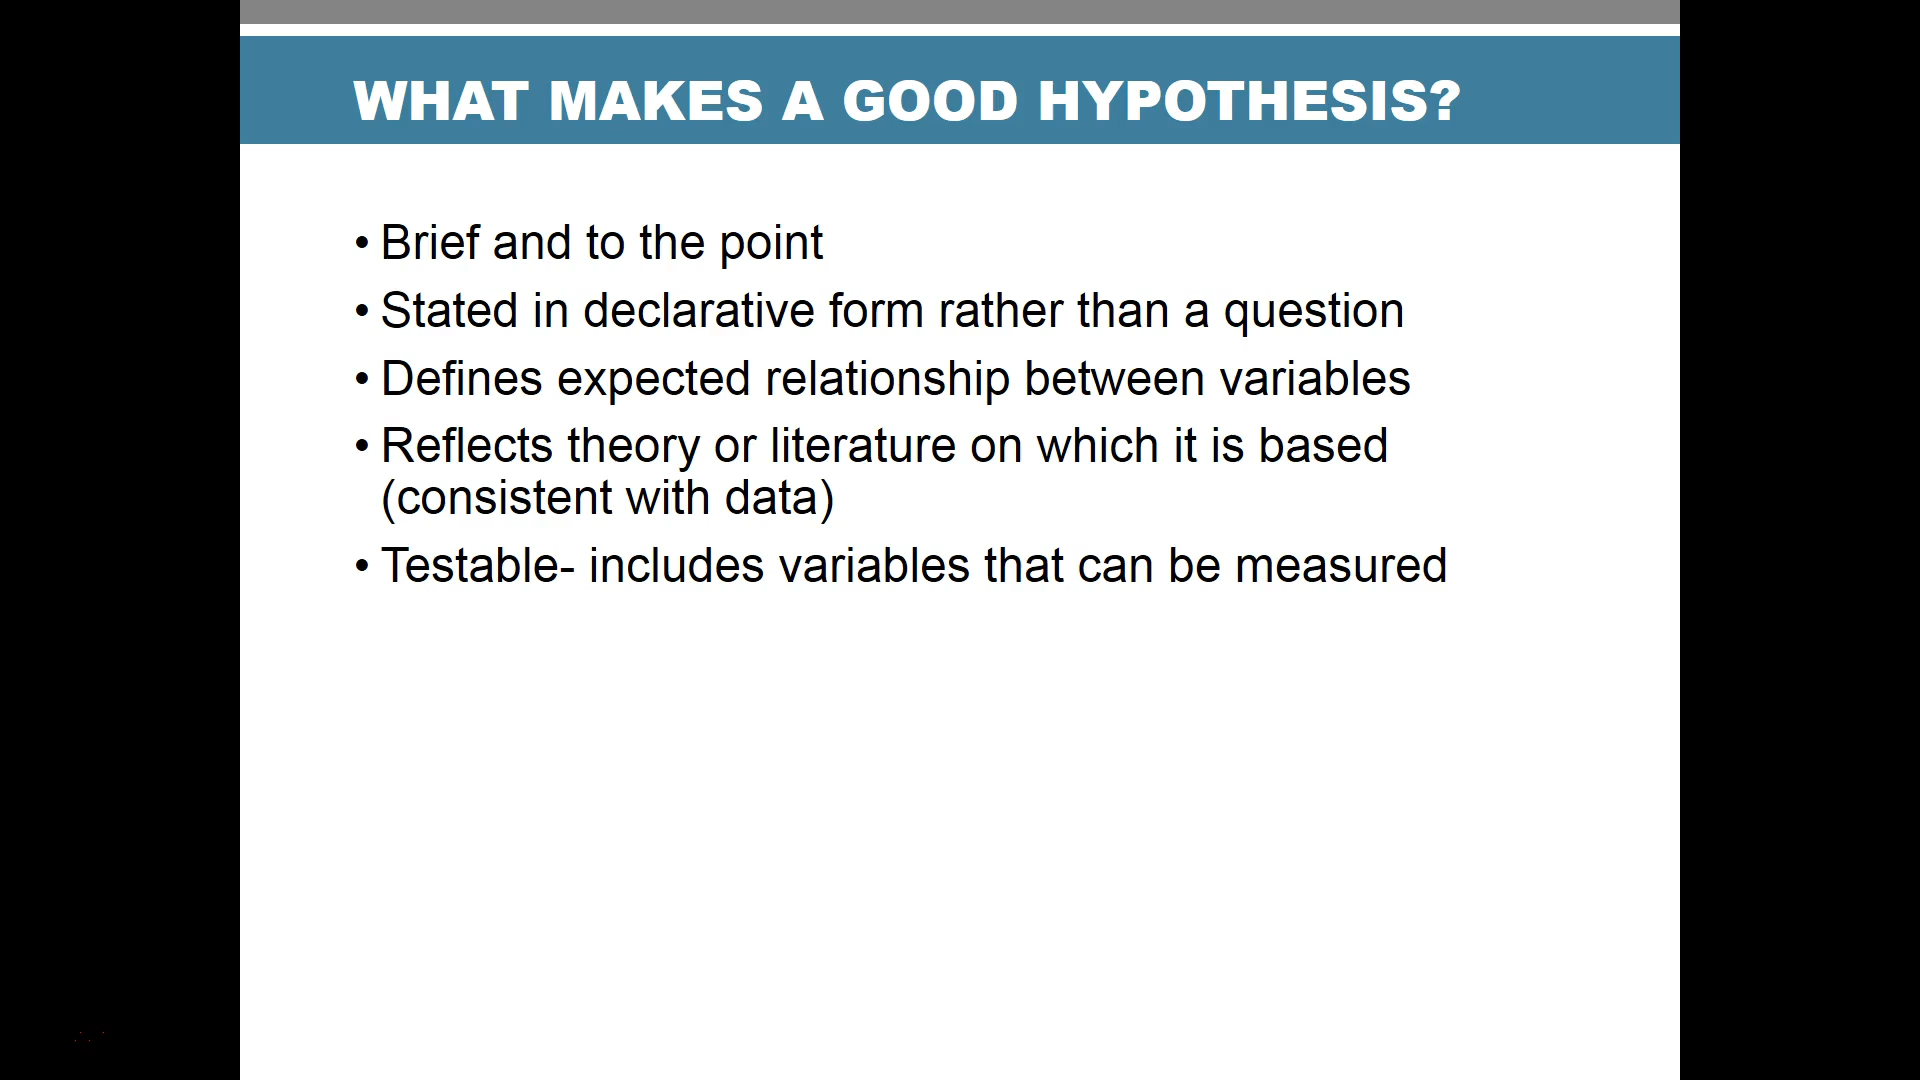 WHAT MAKES A GOOD HYPOTHESIS?
• Brief and to the point
• Stated in declarative form rather than a question
• Defines expected relationship between variables
• Reflects theory or literature on which it is based
(consistent with data)
• Testable- includes variables that can be measured